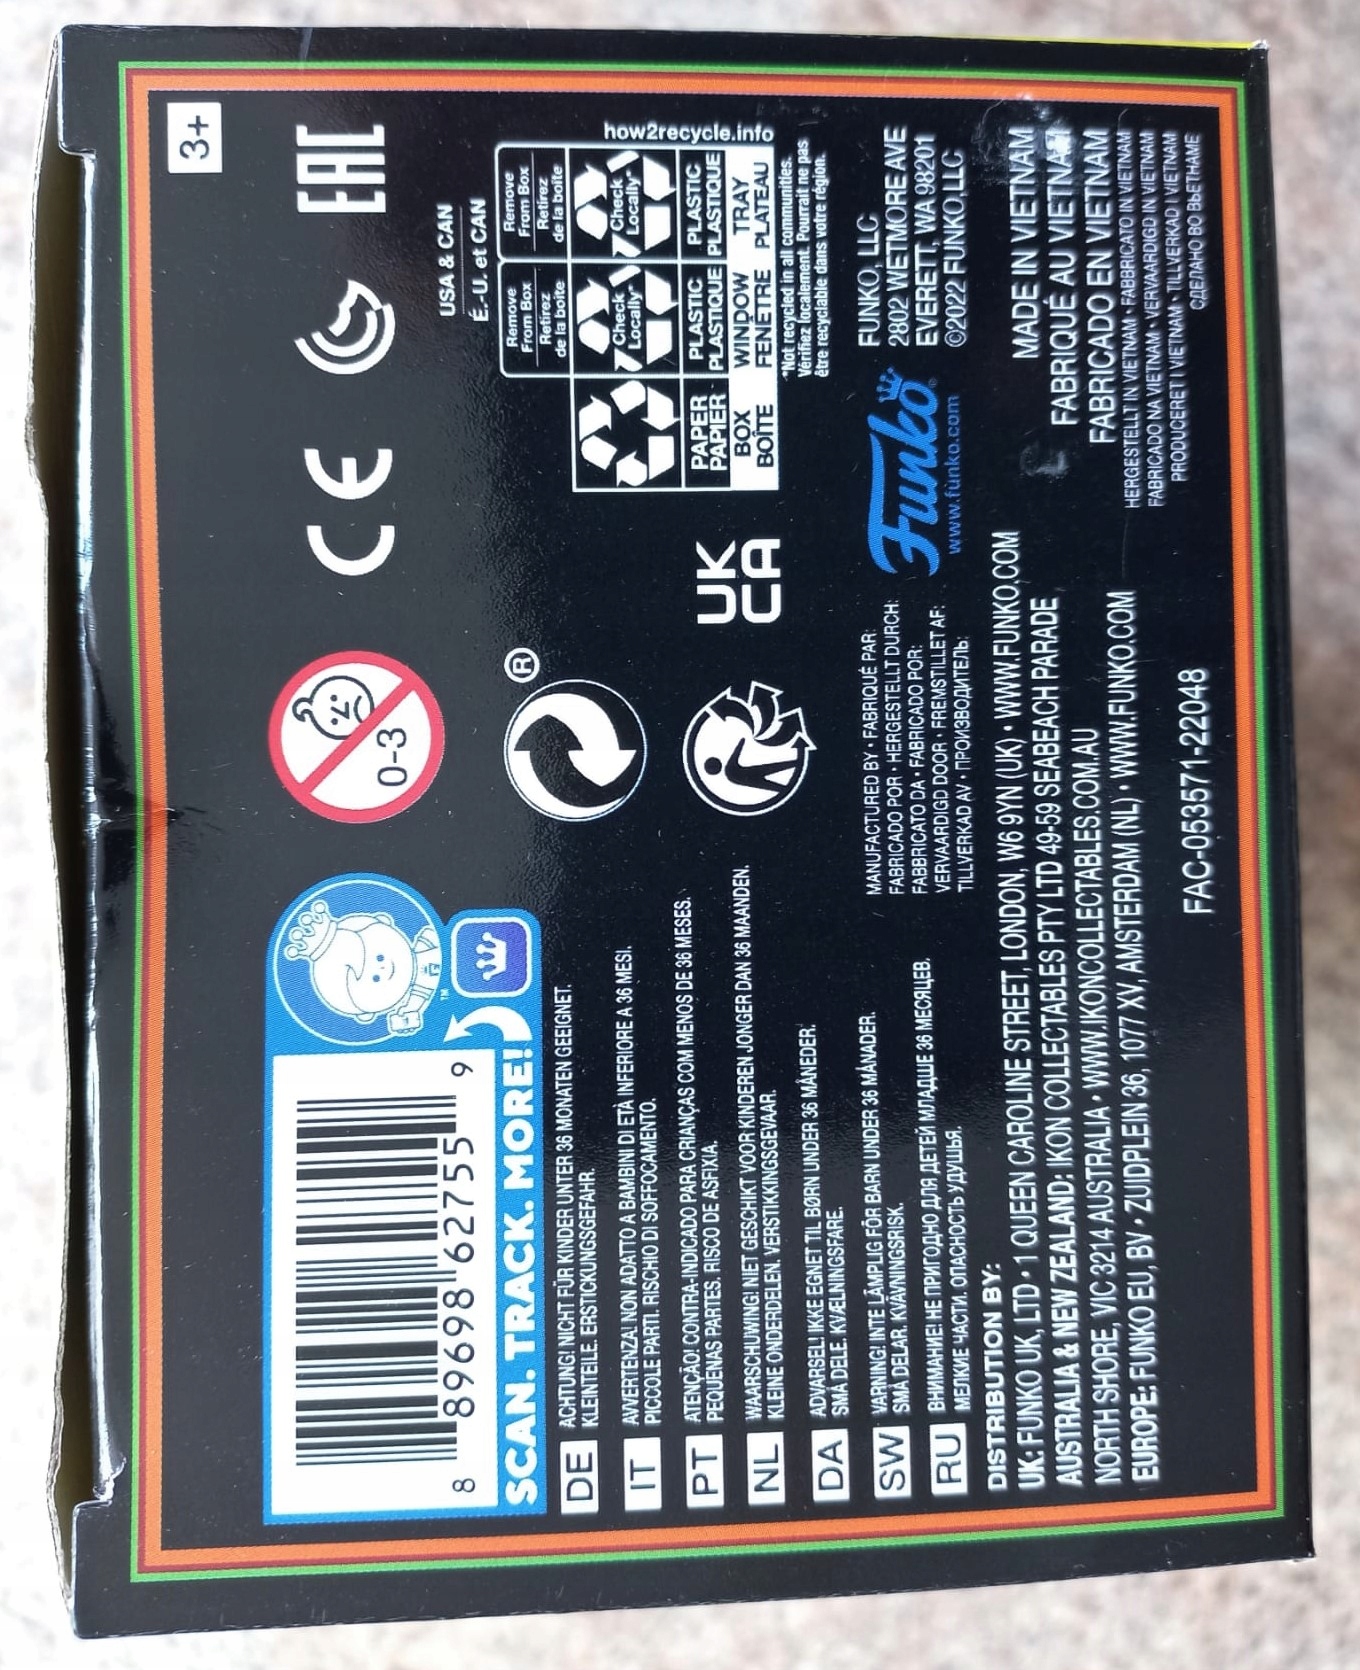 3+
EAC
CE
0-3
8 89698 62755 9
™
SCAN. TRACK. MORE!
®
UK
CA
USA & CAN
É.-U. et CAN
Remove
From Box
Retirez
de la boîte
Remove
From Box
Retirez
de la boîte
Check
Locally*
Check
Locally*
PAPER
PAPIER
PLASTIC
PLASTIQUE
PLASTIC
PLASTIQUE
BOX
BOÎTE
WINDOW
FENÊTRE
TRAY
PLATEAU
how2recycle.info
*Not recycled in all communities.
Vérifiez localement. Pourrait ne pas
être recyclable dans votre région.
DE ACHTUNG! NICHT FÜR KINDER UNTER 36 MONATEN GEEIGNET.
KLEINTEILE. ERSTICKUNGSGEFAHR.
IT AVVERTENZA! NON ADATTO A BAMBINI DI ETÀ INFERIORE A 36 MESI.
PICCOLE PARTI. RISCHIO DI SOFFOCAMENTO.
PT ATENÇÃO! CONTRA-INDICADO PARA CRIANÇAS COM MENOS DE 36 MESES.
PEQUENAS PARTES. RISCO DE ASFIXIA.
NL WAARSCHUWING! NIET GESCHIKT VOOR KINDEREN JONGER DAN 36 MAANDEN.
KLEINE ONDERDELEN. VERSTIKKINGSGEVAAR.
DA ADVARSEL! IKKE EGNET TIL BØRN UNDER 36 MÅNEDER.
SMÅ DELE. KVÆLNINGSFARE.
SW VARNING! INTE LÄMPLIG FÖR BARN UNDER 36 MÅNADER.
SMÅ DELAR. KVÄVNINGSRISK.
RU ВНИМАНИЕ! НЕ ПРИГОДНО ДЛЯ ДЕТЕЙ МЛАДШЕ 36 МЕСЯЦЕВ.
МЕЛКИЕ ЧАСТИ. ОПАСНОСТЬ УДУШЬЯ.
MANUFACTURED BY • FABRIQUÉ PAR:
FABRICADO POR • HERGESTELLT DURCH:
FABBRICATO DA • FABRICADO POR:
VERVAARDIGD DOOR • FREMSTILLET AF:
TILLVERKAD AV • ПРОИЗВОДИТЕЛЬ:
Funko®
www.funko.com
FUNKO, LLC
2802 WETMORE AVE
EVERETT, WA 98201
©2022 FUNKO, LLC
DISTRIBUTION BY:
UK: FUNKO UK, LTD • 1 QUEEN CAROLINE STREET, LONDON, W6 9YN (UK) • WWW.FUNKO.COM
AUSTRALIA & NEW ZEALAND: IKON COLLECTABLES PTY LTD 49-59 SEABEACH PARADE
NORTH SHORE, VIC 3214 AUSTRALIA • WWW.IKONCOLLECTABLES.COM.AU
EUROPE: FUNKO EU, BV • ZUIDPLEIN 36, 1077 XV, AMSTERDAM (NL) • WWW.FUNKO.COM
MADE IN VIETNAM
FABRIQUÉ AU VIETNAM
FABRICADO EN VIETNAM
HERGESTELLT IN VIETNAM • FABBRICATO IN VIETNAM
FABRICADO NA VIETNAM • VERVAARDIGD IN VIETNAM
PRODUCERET I VIETNAM • TILLVERKAD I VIETNAM
СДЕЛАНО ВО ВЬЕТНАМЕ
FAC-053571-22048